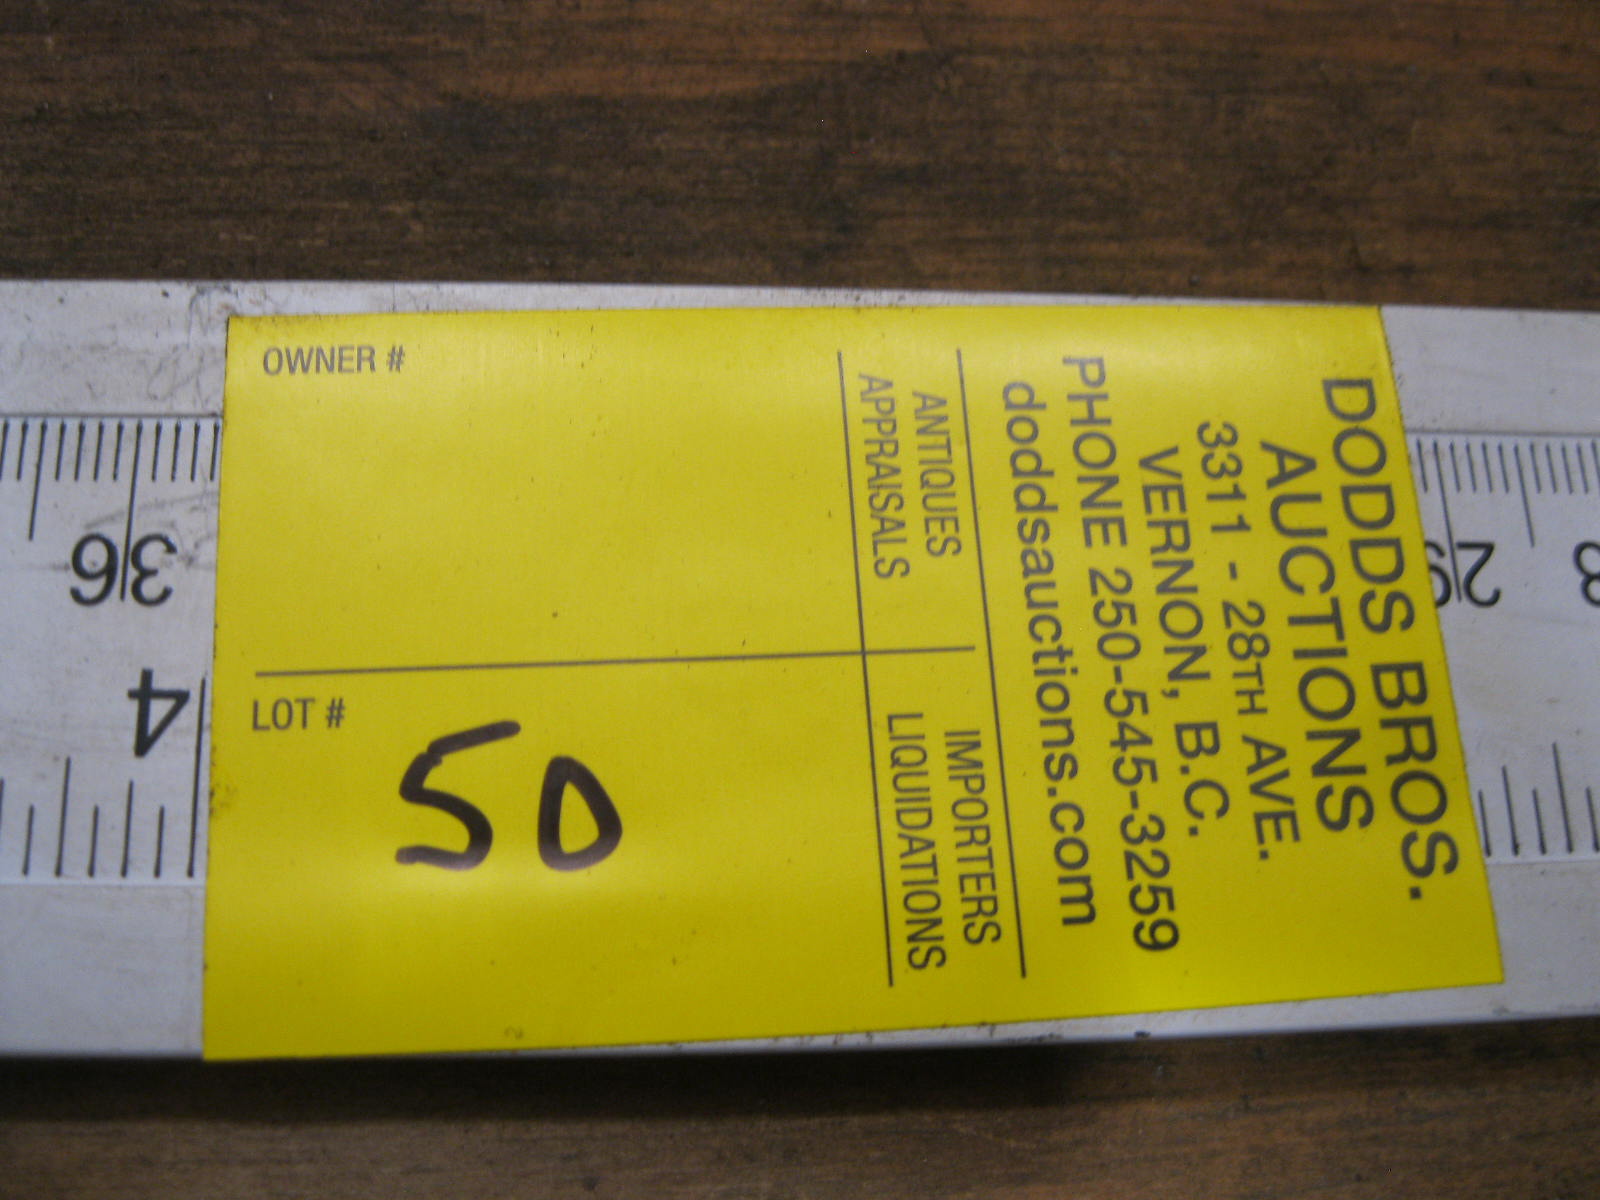 DODDS BROS.
AUCTIONS
3311 - 28TH AVE.
VERNON, B.C.
PHONE 250-545-3259
doddsauctions.com
ANTIQUES IMPORTERS
APPRAISALS LIQUIDATIONS
OWNER #
LOT #
50
36
29
4